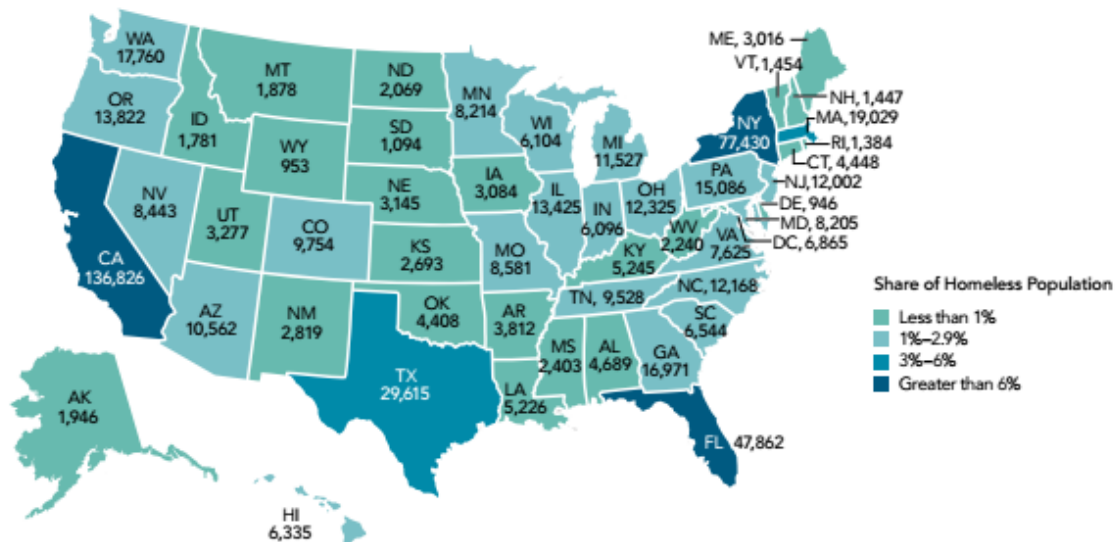 WA
17,760
OR
13,822
CA
136,826
ID
1,781
NV
8,443
AZ
10,562
MT
1,878
WY
953
UT
3,277
CO
9,754
NM
2,819
ND
2,069
SD
1,094
NE
3,145
KS
2,693
OK
4,408
TX
29,615
MN
8,214
IA
3,084
MO
8,581
AR
3,812
LA
5,226
WI
6,104
IL
13,425
MI
11,527
IN
6,096
OH
12,325
KY
5,245
TN, 9,528
MS
2,403
AL
4,689
GA
16,971
FL 47,862
SC
6,544
NC, 12,168
VA
7,625
WV
2,240
PA
15,086
NY
77,430
ME, 3,016
VT, 1,454
NH, 1,447
MA, 19,029
RI, 1,384
CT, 4,448
NJ, 12,002
DE, 946
MD, 8,205
DC, 6,865
AK
1,946
HI
6,335
Share of Homeless Population
Less than 1%
1%–2.9%
3%–6%
Greater than 6%